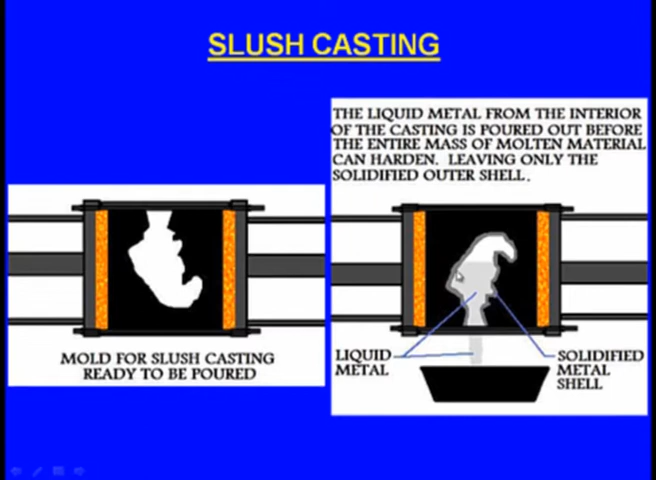 SLUSH CASTING
THE LIQUID METAL FROM THE INTERIOR
OF THE CASTING IS POURED OUT BEFORE
THE ENTIRE MASS OF MOLTEN MATERIAL
CAN HARDEN. LEAVING ONLY THE
SOLIDIFIED OUTER SHELL.
MOLD FOR SLUSH CASTING
READY TO BE POURED
LIQUID
METAL
SOLIDIFIED
METAL
SHELL